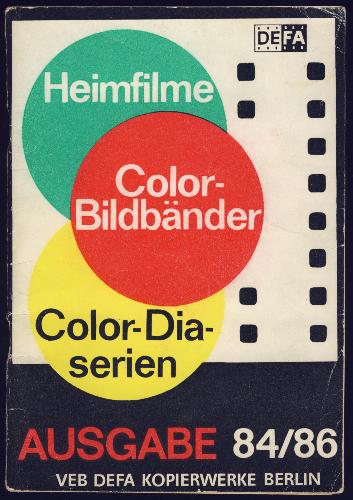 DEFA
Heimfilme
Color-
Bildbänder
Color-Dia-
serien
AUSGABE 84/86
VEB DEFA KOPIERWERKE BERLIN